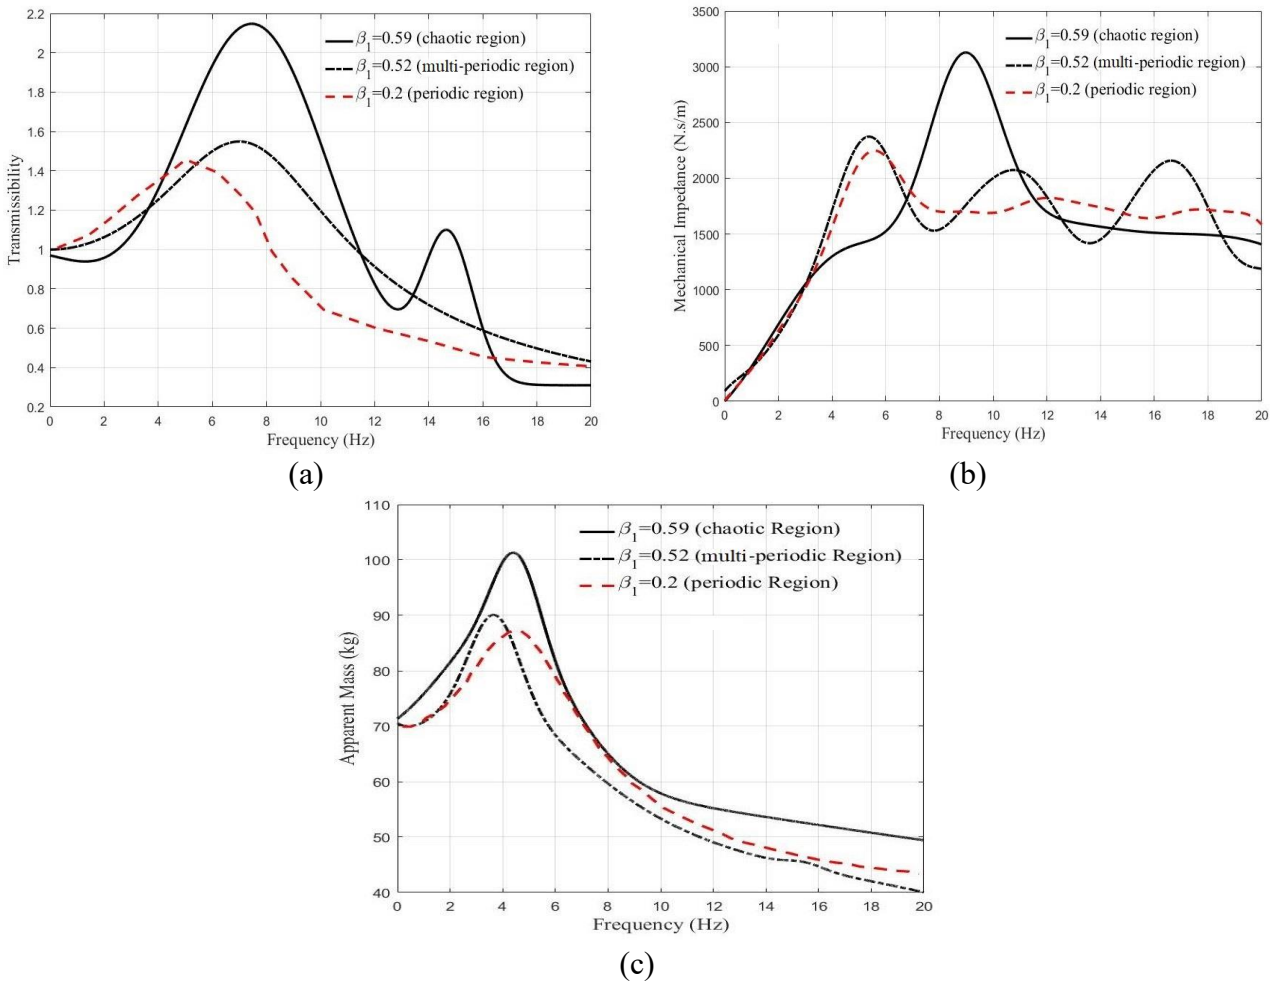 2.2
2
1.8
1.6
1.4
1.2
1
0.8
0.6
0.4
0.2
Transmissibility
β1=0.59 (chaotic region)
β1=0.52 (multi-periodic region)
β1=0.2 (periodic region)
0 2 4 6 8 10 12 14 16 18 20
Frequency (Hz)
(a)
3500
3000
2500
2000
1500
1000
500
0
Mechanical Impedance (N.s/m)
β1=0.59 (chaotic region)
β1=0.52 (multi-periodic region)
β1=0.2 (periodic region)
0 2 4 6 8 10 12 14 16 18 20
Frequency (Hz)
(b)
110
100
90
80
70
60
50
40
Apparent Mass (kg)
β1=0.59 (chaotic Region)
β1=0.52 (multi-periodic Region)
β1=0.2 (periodic Region)
0 2 4 6 8 10 12 14 16 18 20
Frequency (Hz)
(c)